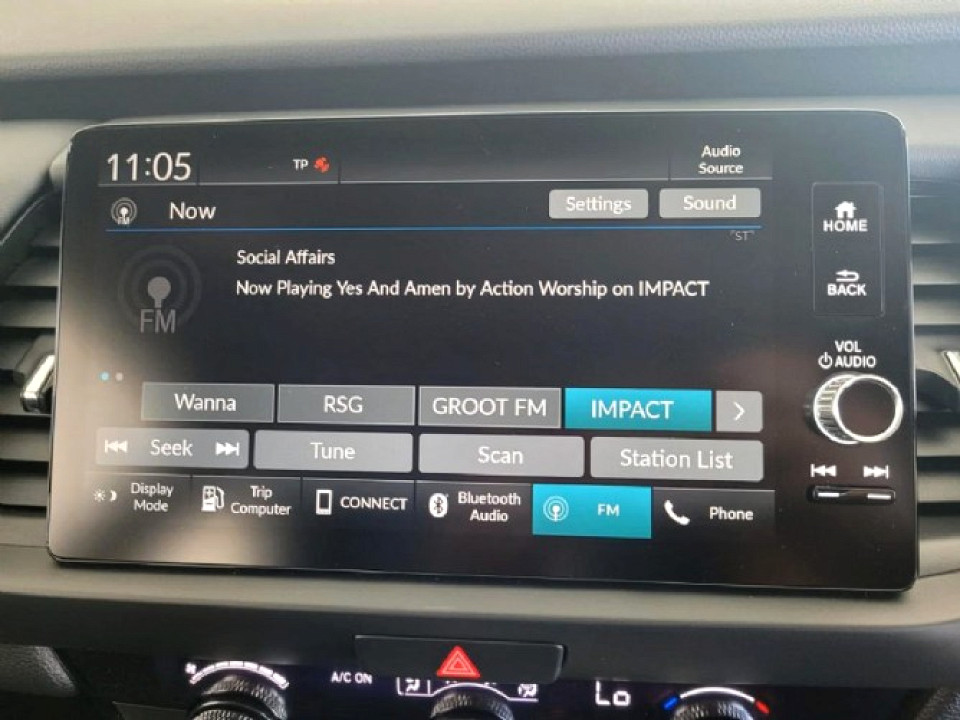 11:05
TP
Audio
Source
FM
Now
Settings
Sound
"ST"
Social Affairs
Now Playing Yes And Amen by Action Worship on IMPACT
FM
HOME
BACK
VOL
AUDIO
Wanna
RSG
GROOT FM
IMPACT
Seek
Tune
Scan
Station List
Display
Mode
Trip
Computer
CONNECT
Bluetooth
Audio
FM
Phone
A/C ON
Lo